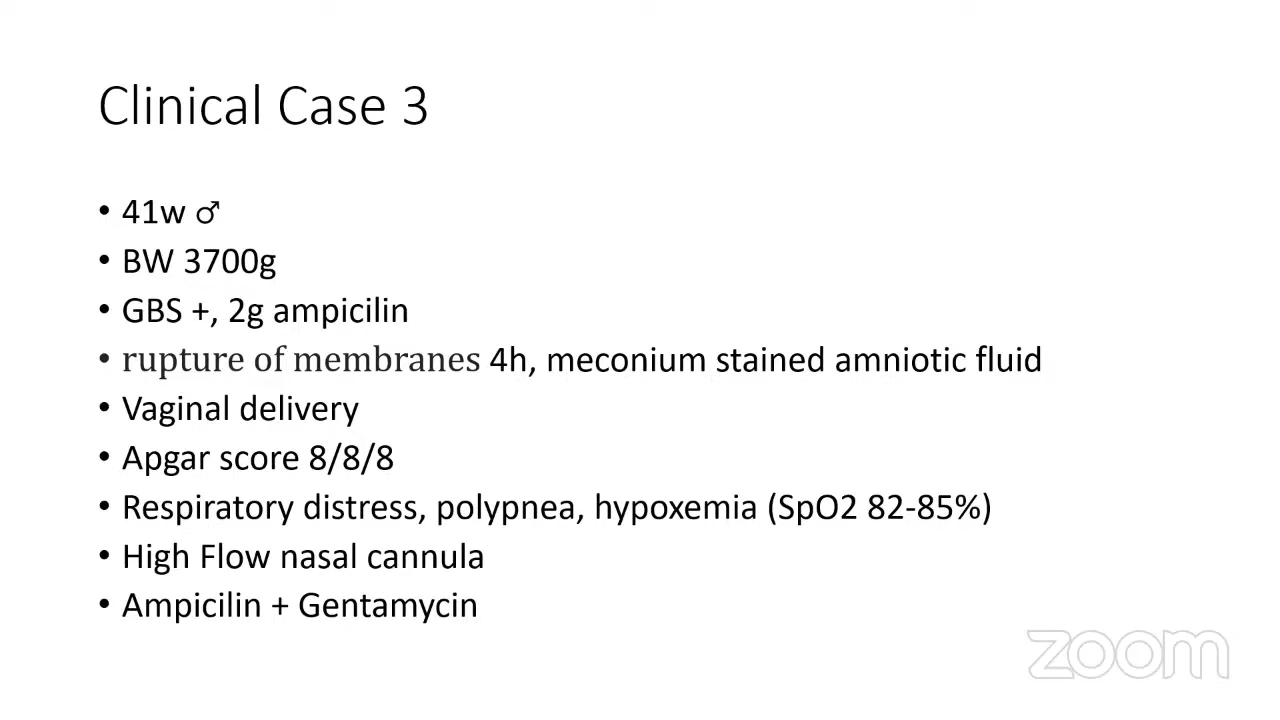 Clinical Case 3
• 41w ♂
• BW 3700g
• GBS +, 2g ampicilin
• rupture of membranes 4h, meconium stained amniotic fluid
• Vaginal delivery
• Apgar score 8/8/8
• Respiratory distress, polypnea, hypoxemia (SpO2 82-85%)
• High Flow nasal cannula
• Ampicilin + Gentamycin
zoom